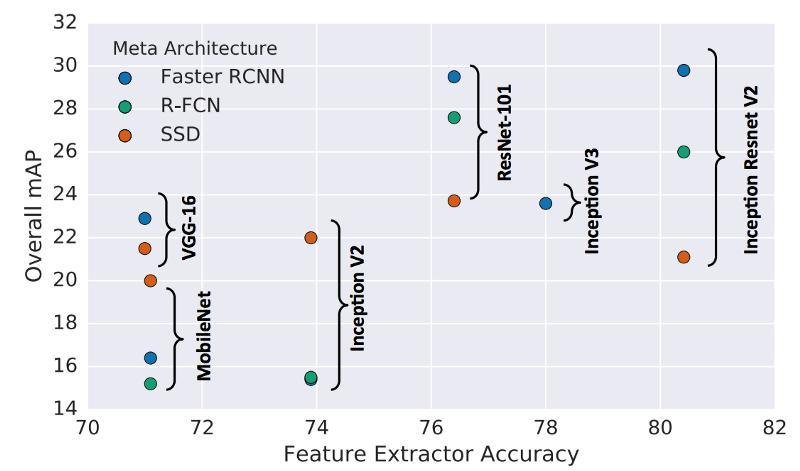 Meta Architecture
Faster RCNN
R-FCN
SSD
Overall mAP
32
30
28
26
24
22
20
18
16
14
VGG-16
MobileNet
Inception V2
ResNet-101
Inception V3
Inception Resnet V2
70
72
74
76
78
80
82
Feature Extractor Accuracy